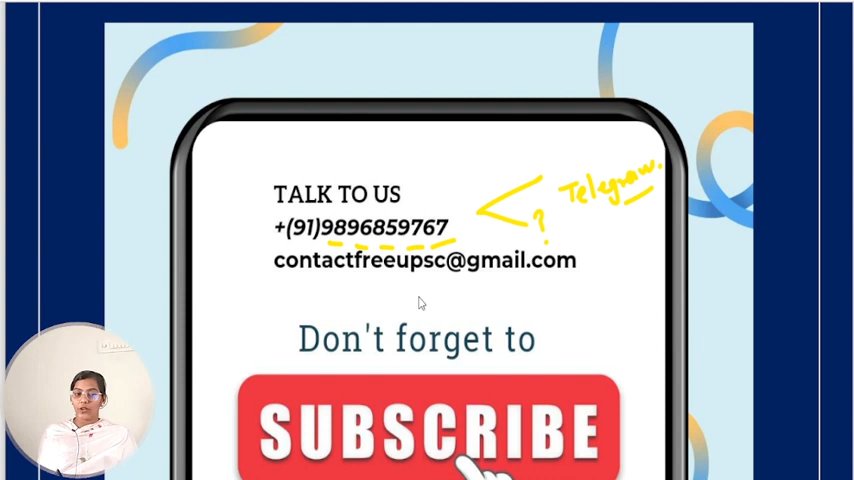 TALK TO US
+(91)9896859767
contactfreeupsc@gmail.com
Telegram.
?
Don't forget to
SUBSCRIBE